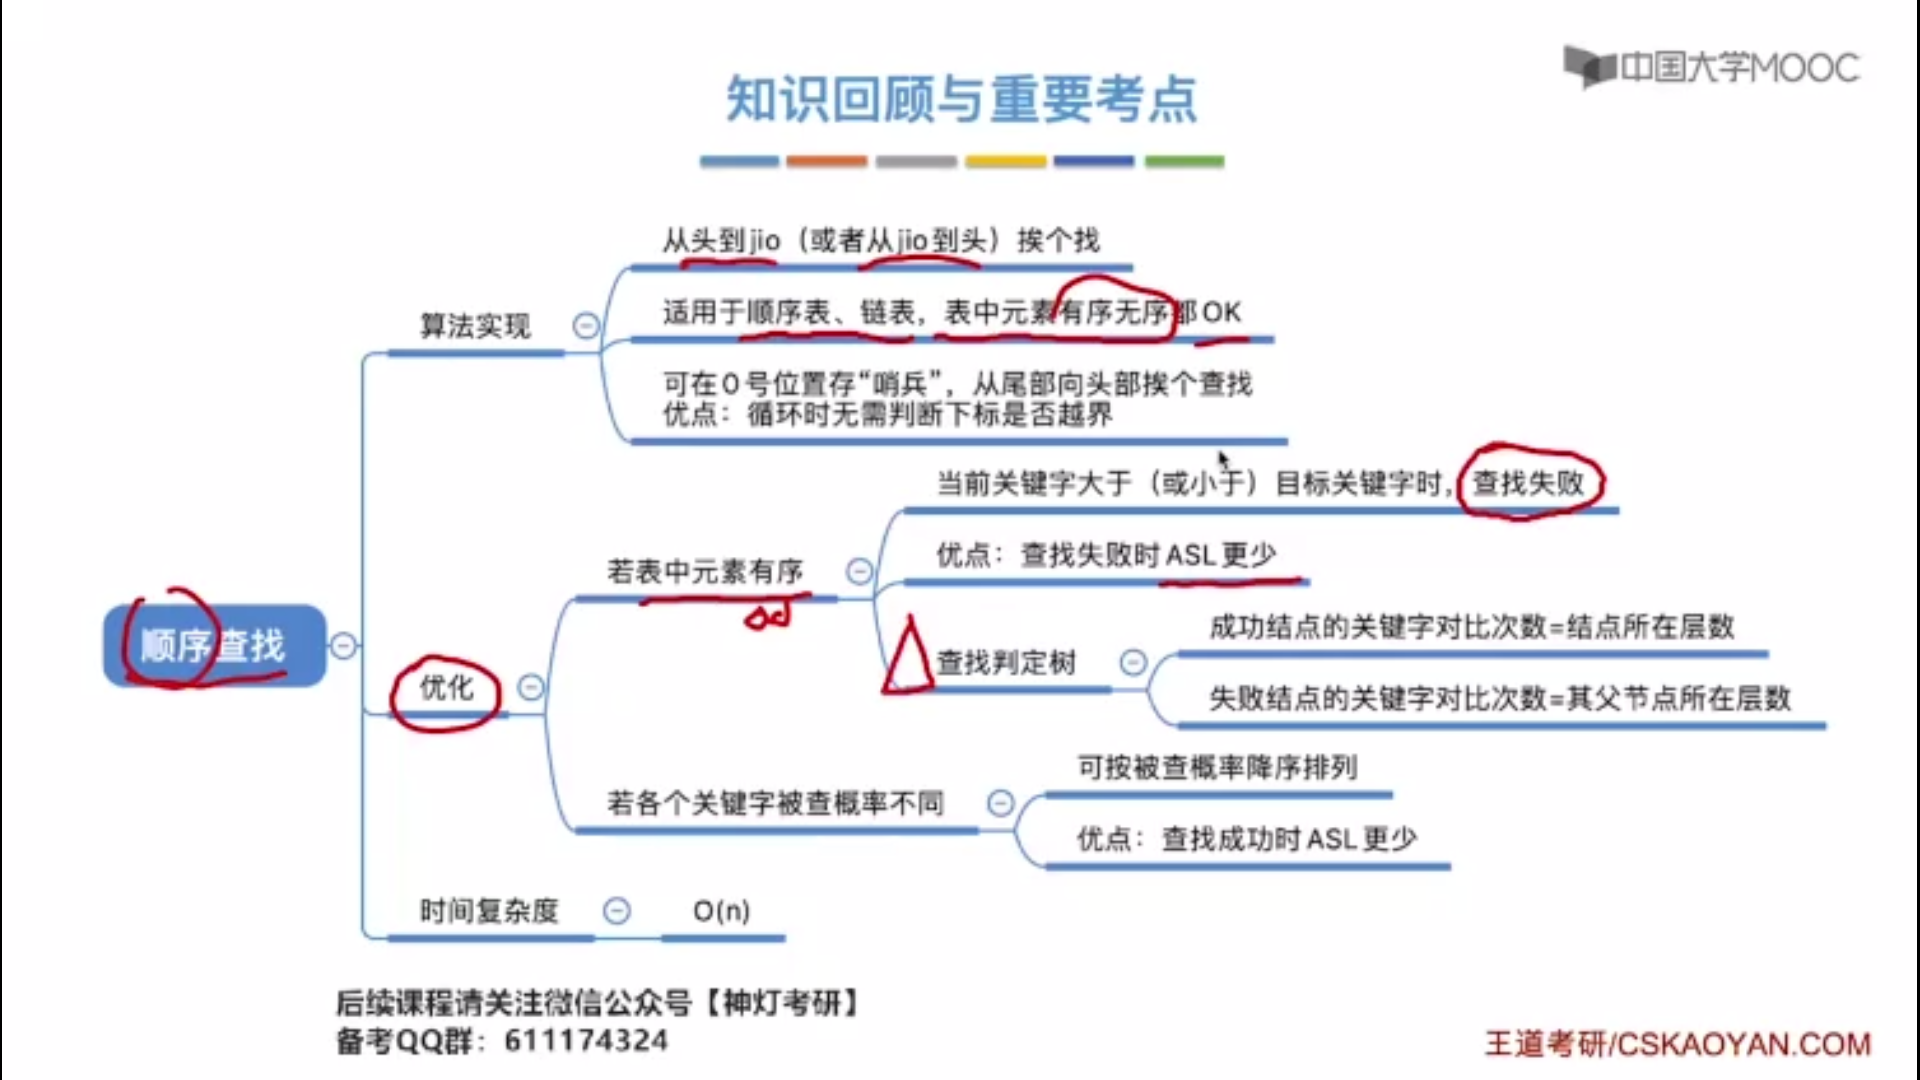 中国大学MOOC
知识回顾与重要考点
从头到jio（或者从jio到头）挨个找
适用于顺序表、链表，表中元素有序无序都OK
算法实现
可在0号位置存“哨兵”，从尾部向头部挨个查找
优点：循环时无需判断下标是否越界
当前关键字大于（或小于）目标关键字时，查找失败
优点：查找失败时ASL更少
若表中元素有序
成功结点的关键字对比次数=结点所在层数
顺序查找
查找判定树
优化
失败结点的关键字对比次数=其父节点所在层数
可按被查概率降序排列
若各个关键字被查概率不同
优点：查找成功时ASL更少
时间复杂度
O(n)
后续课程请关注微信公众号【神灯考研】
备考QQ群：611174324
王道考研/CSKAOYAN.COM